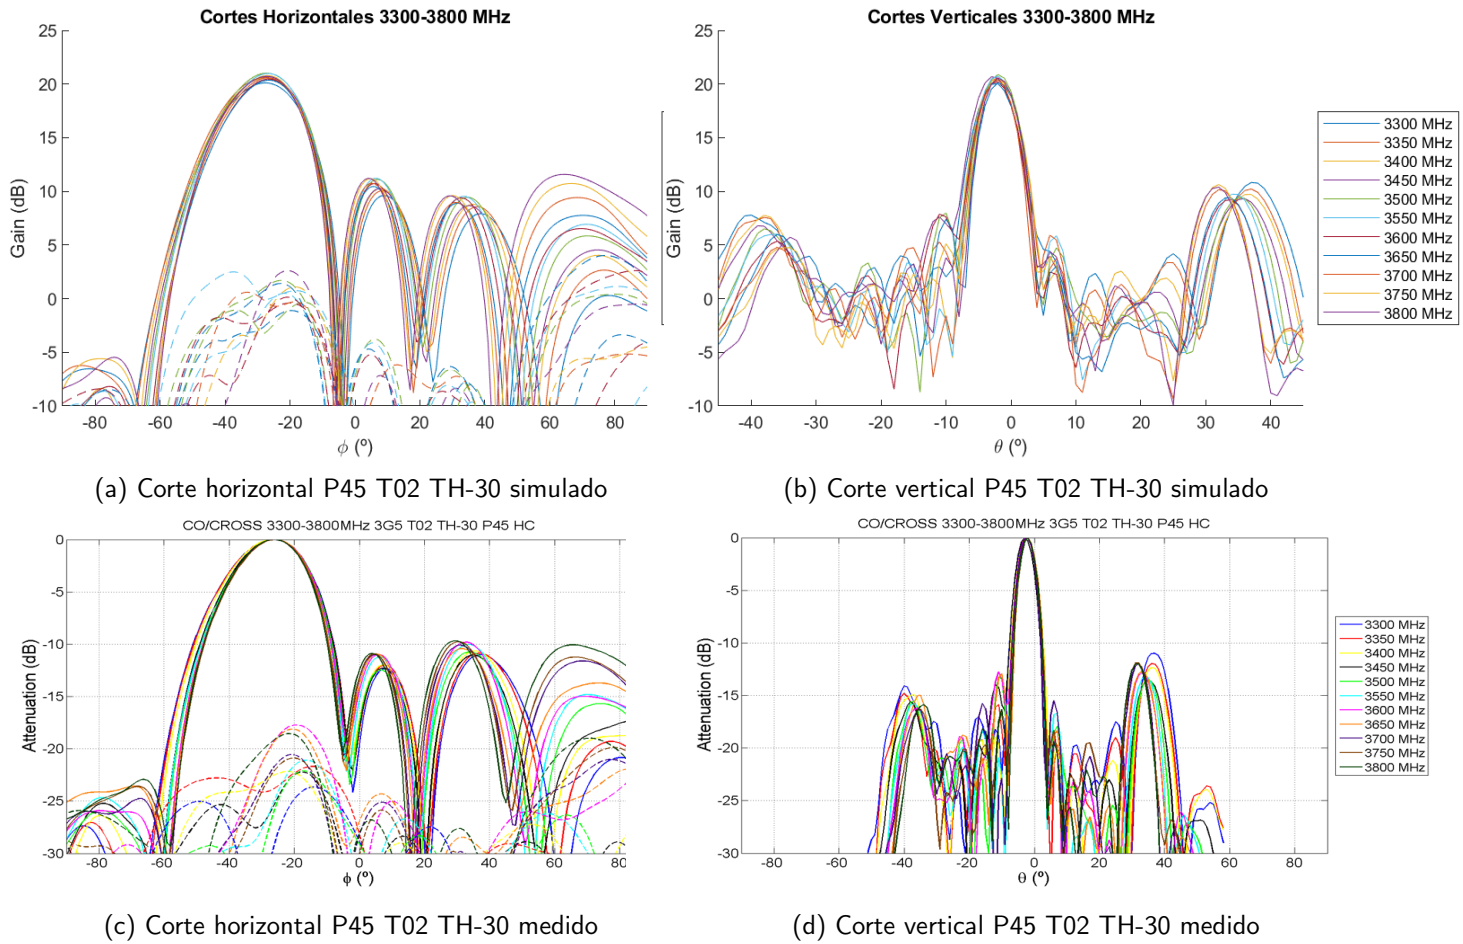 Cortes Horizontales 3300-3800 MHz
25
20
15
10
5
0
-5
-10
Gain (dB)
-80 -60 -40 -20 0 20 40 60 80
ϕ (º)
(a) Corte horizontal P45 T02 TH-30 simulado
Cortes Verticales 3300-3800 MHz
25
20
15
10
5
0
-5
-10
Gain (dB)
-40 -30 -20 -10 0 10 20 30 40
θ (º)
3300 MHz
3350 MHz
3400 MHz
3450 MHz
3500 MHz
3550 MHz
3600 MHz
3650 MHz
3700 MHz
3750 MHz
3800 MHz
(b) Corte vertical P45 T02 TH-30 simulado
CO/CROSS 3300-3800MHz 3G5 T02 TH-30 P45 HC
0
-5
-10
-15
-20
-25
-30
Attenuation (dB)
-80 -60 -40 -20 0 20 40 60 80
ϕ (º)
(c) Corte horizontal P45 T02 TH-30 medido
CO/CROSS 3300-3800MHz 3G5 T02 TH-30 P45 HC
0
-5
-10
-15
-20
-25
-30
Attenuation (dB)
-80 -60 -40 -20 0 20 40 60 80
θ (º)
3300 MHz
3350 MHz
3400 MHz
3450 MHz
3500 MHz
3550 MHz
3600 MHz
3650 MHz
3700 MHz
3750 MHz
3800 MHz
(d) Corte vertical P45 T02 TH-30 medido